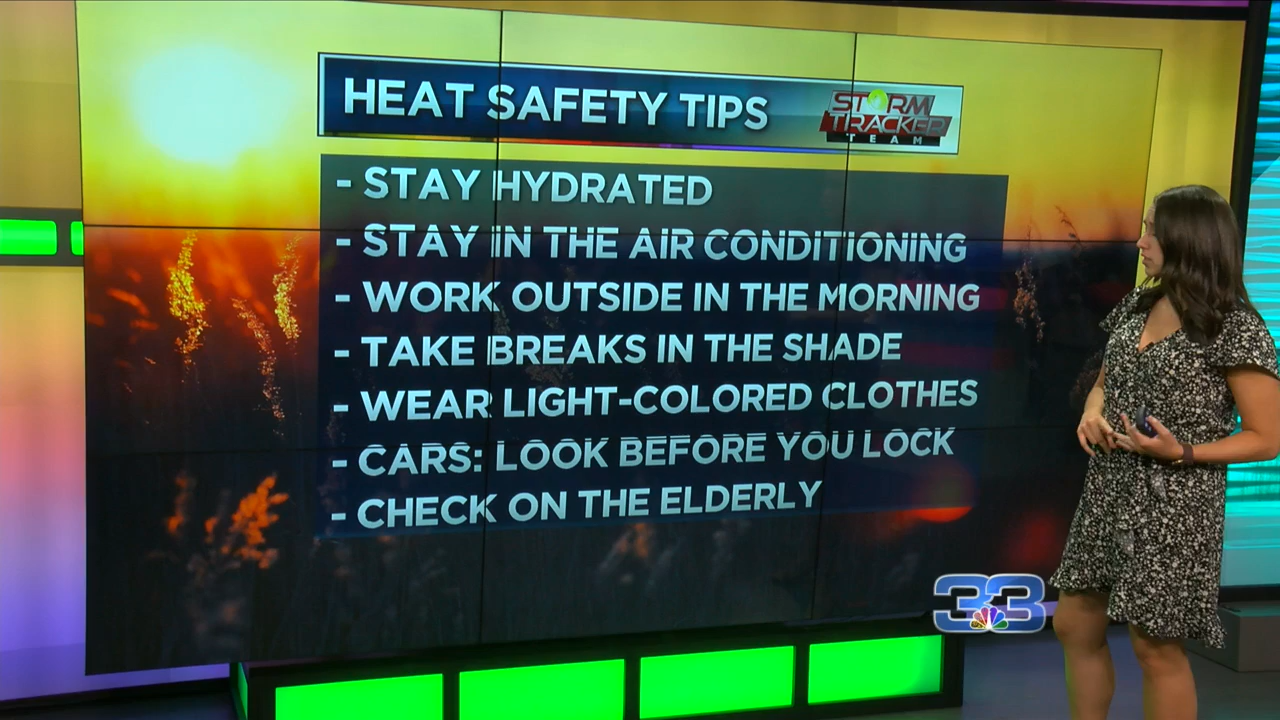 HEAT SAFETY TIPS
STORM
TRACKER
TEAM
- STAY HYDRATED
- STAY IN THE AIR CONDITIONING
- WORK OUTSIDE IN THE MORNING
- TAKE BREAKS IN THE SHADE
- WEAR LIGHT-COLORED CLOTHES
- CARS: LOOK BEFORE YOU LOCK
- CHECK ON THE ELDERLY
33